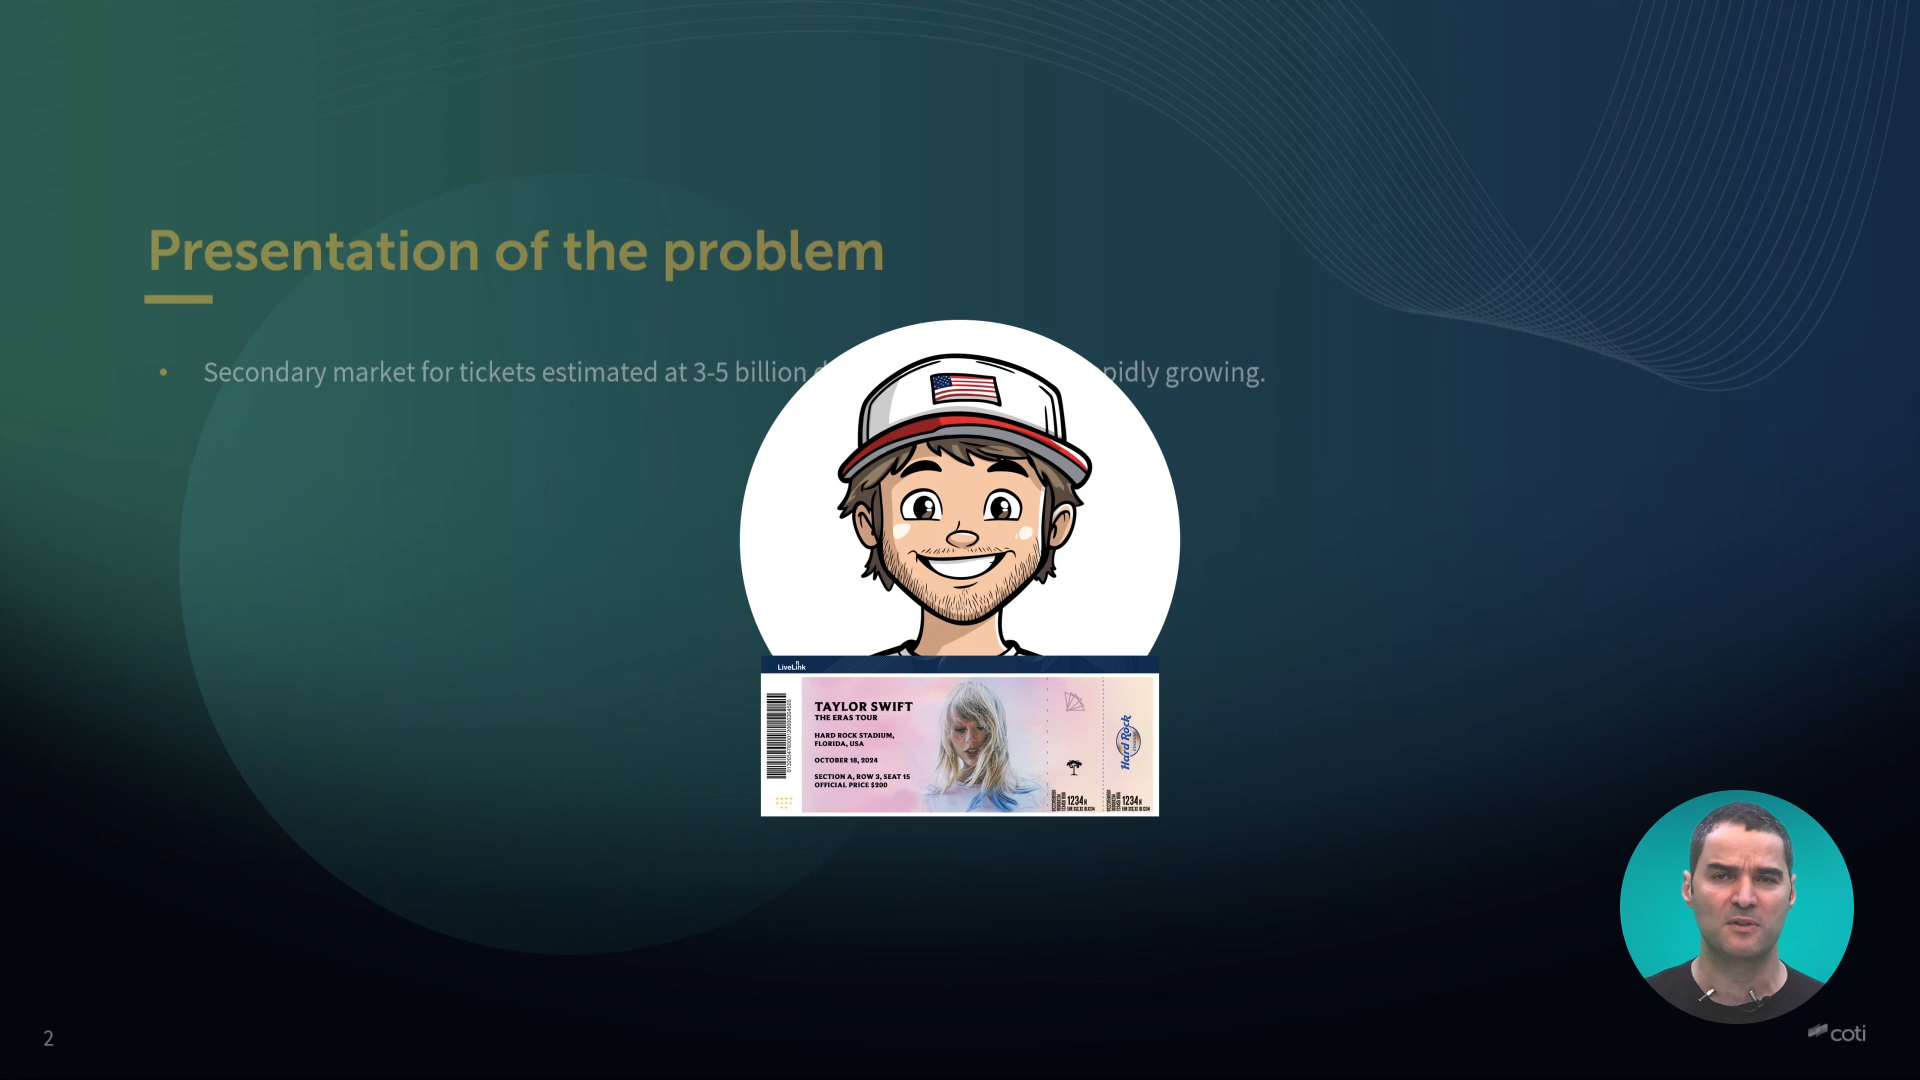 Presentation of the problem
• Secondary market for tickets estimated at 3-5 billion pidly growing.
LiveLink
TAYLOR SWIFT
THE ERAS TOUR
HARD ROCK STADIUM,
FLORIDA, USA
OCTOBER 18, 2024
SECTION A, ROW 3, SEAT 15
OFFICIAL PRICE $200
1234
1234
Hard Rock
2
coti